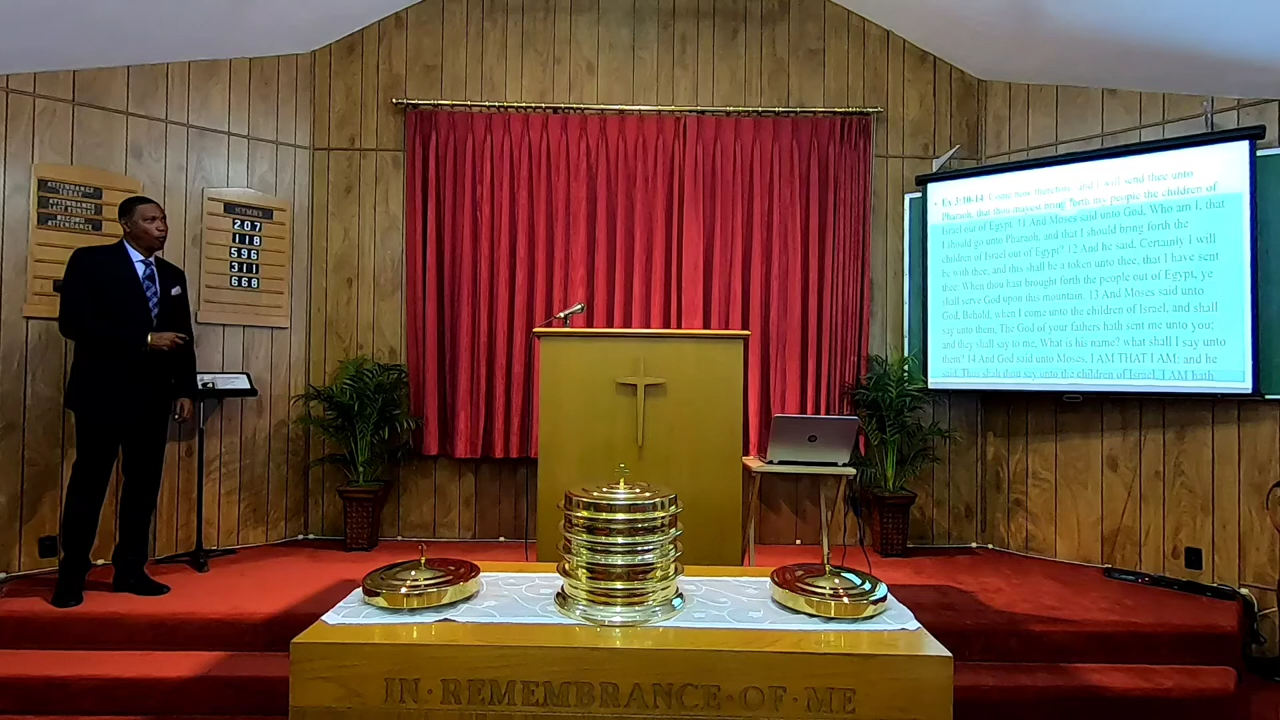 ATTENDANCE
TODAY
ATTENDANCE
LAST SUNDAY
RECORD
ATTENDANCE
HYMNS
207
118
596
311
668
• Ex 3:10-14 Come now therefore, and I will send thee unto
Pharaoh, that thou mayest bring forth my people the children of
Israel out of Egypt. 11 And Moses said unto God, Who am I, that
I should go unto Pharaoh, and that I should bring forth the
children of Israel out of Egypt? 12 And he said, Certainly I will
be with thee; and this shall be a token unto thee, that I have sent
thee: When thou hast brought forth the people out of Egypt, ye
shall serve God upon this mountain. 13 And Moses said unto
God, Behold, when I come unto the children of Israel, and shall
say unto them, The God of your fathers hath sent me unto you;
and they shall say to me, What is his name? what shall I say unto
them? 14 And God said unto Moses, I AM THAT I AM: and he
said, Thus shalt thou say unto the children of Israel, I AM hath
hp
IN·REMEMBRANCE·OF·ME